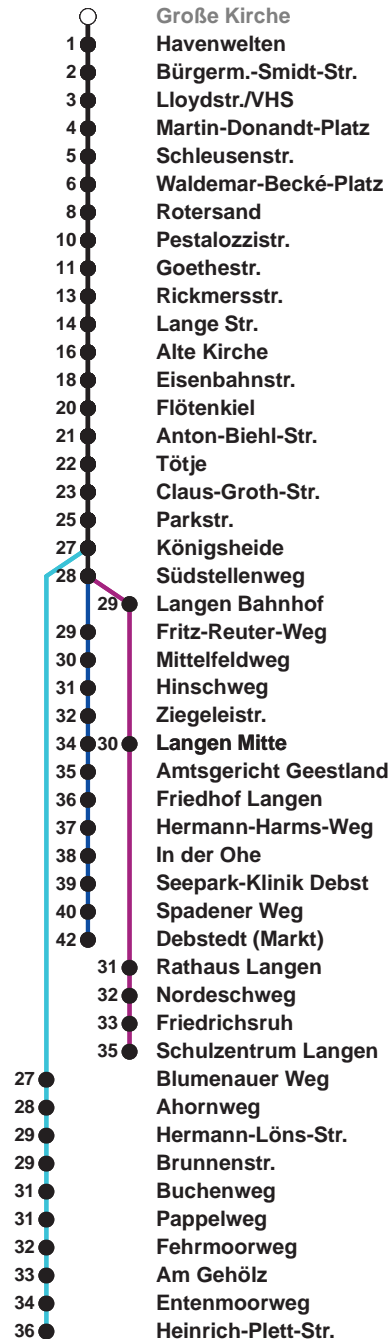 Große Kirche
1 Havenwelten
2 Bürgerm.-Smidt-Str.
3 Lloydstr./VHS
4 Martin-Donandt-Platz
5 Schleusenstr.
6 Waldemar-Becké-Platz
8 Rotersand
10 Pestalozzistr.
11 Goethestr.
13 Rickmersstr.
14 Lange Str.
16 Alte Kirche
18 Eisenbahnstr.
20 Flötenkiel
21 Anton-Biehl-Str.
22 Tötje
23 Claus-Groth-Str.
25 Parkstr.
27 Königsheide
28 Südstellenweg
29 Langen Bahnhof
29 Fritz-Reuter-Weg
30 Mittelfeldweg
31 Hinschweg
32 Ziegeleistr.
34 30 Langen Mitte
35 Amtsgericht Geestland
36 Friedhof Langen
37 Hermann-Harms-Weg
38 In der Ohe
39 Seepark-Klinik Debst
40 Spadener Weg
42 Debstedt (Markt)
31 Rathaus Langen
32 Nordeschweg
33 Friedrichsruh
35 Schulzentrum Langen
27 Blumenauer Weg
28 Ahornweg
29 Hermann-Löns-Str.
29 Brunnenstr.
31 Buchenweg
31 Pappelweg
32 Fehrmoorweg
33 Am Gehölz
34 Entenmoorweg
36 Heinrich-Plett-Str.